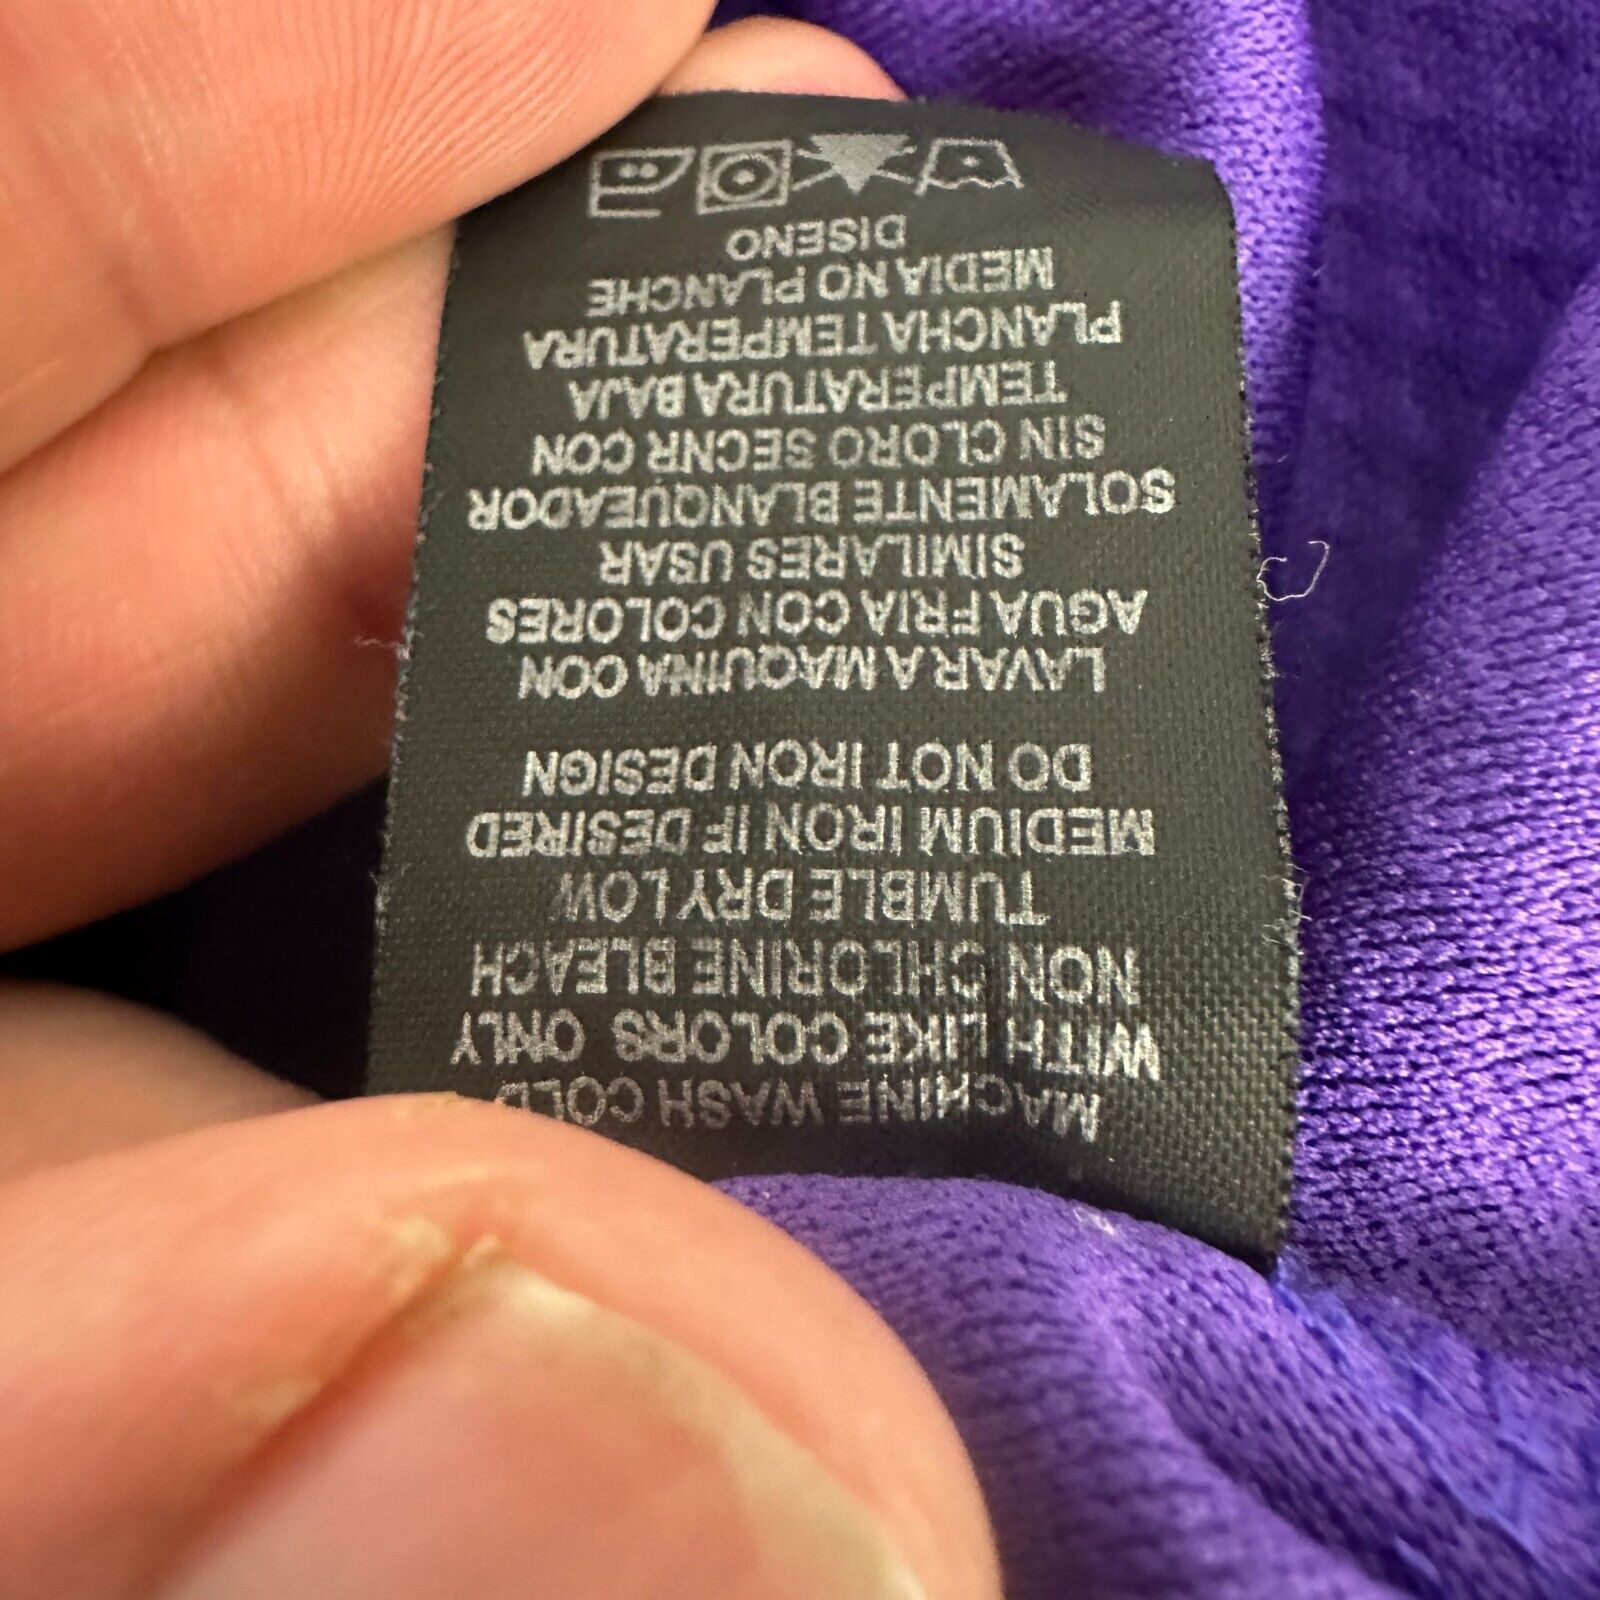 MACHINE WASH COLD
WITH LIKE COLORS ONLY
NON CHLORINE BLEACH
TUMBLE DRY LOW
MEDIUM IRON IF DESIRED
DO NOT IRON DESIGN
LAVAR A MAQUINA CON
AGUA FRIA CON COLORES
SIMILARES USAR
SOLAMENTE BLANQUEADOR
SIN CLORO SECNR CON
TEMPERATURA BAJA
PLANCHA TEMPERATURA
MEDIA NO PLANCHE
DISENO